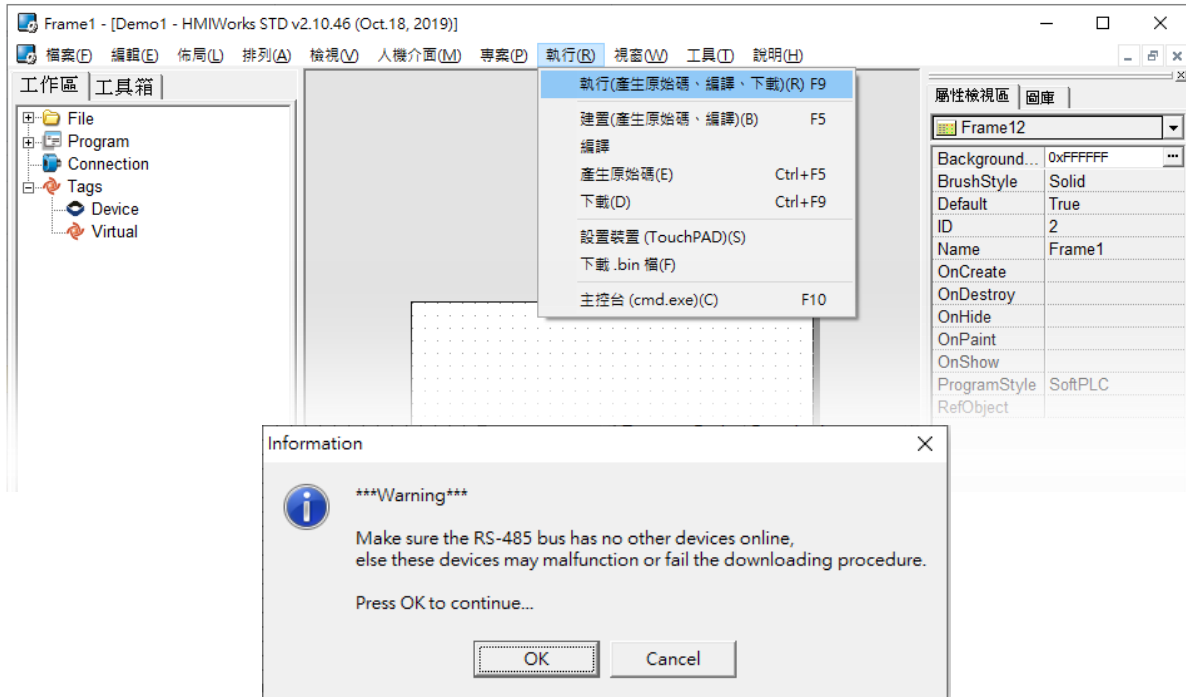 Frame1 - [Demo1 - HMIWorks STD v2.10.46 (Oct.18, 2019)]
檔案(F) 編輯(E) 佈局(L) 排列(A) 檢視(V) 人機介面(M) 專案(P) 執行(R) 視窗(W) 工具(T) 說明(H)
工作區 工具箱
File
Program
Connection
Tags
Device
Virtual
執行(產生原始碼、編譯、下載)(R) F9
建置(產生原始碼、編譯)(B) F5
編譯
產生原始碼(E) Ctrl+F5
下載(D) Ctrl+F9
設置裝置 (TouchPAD)(S)
下載 .bin 檔(F)
主控台 (cmd.exe)(C) F10
屬性檢視區 圖庫
Frame12
Background... 0xFFFFFF ...
BrushStyle Solid
Default True
ID 2
Name Frame1
OnCreate
OnDestroy
OnHide
OnPaint
OnShow
ProgramStyle SoftPLC
RefObject
Information
***Warning***
Make sure the RS-485 bus has no other devices online,
else these devices may malfunction or fail the downloading procedure.
Press OK to continue...
OK Cancel